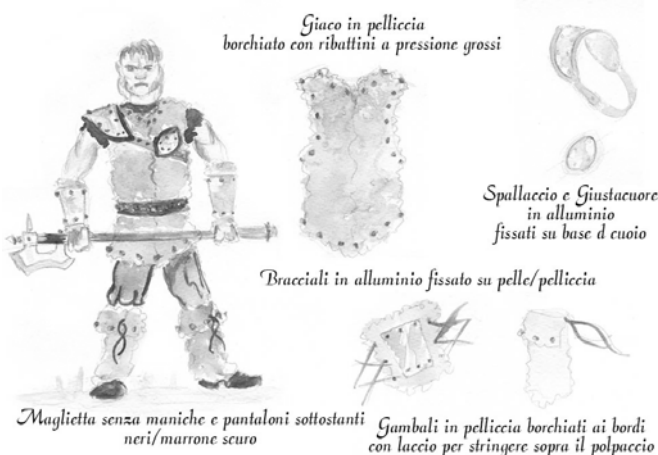 Giaco in pelliccia
borchiato con ribattini a pressione grossi
Spallaccio e Giustacuore
in alluminio
fissati su base d cuoio
Bracciali in alluminio fissato su pelle/pelliccia
Maglietta senza maniche e pantaloni sottostanti
neri/marrone scuro
Gambali in pelliccia borchiati ai bordi
con laccio per stringere sopra il polpaccio